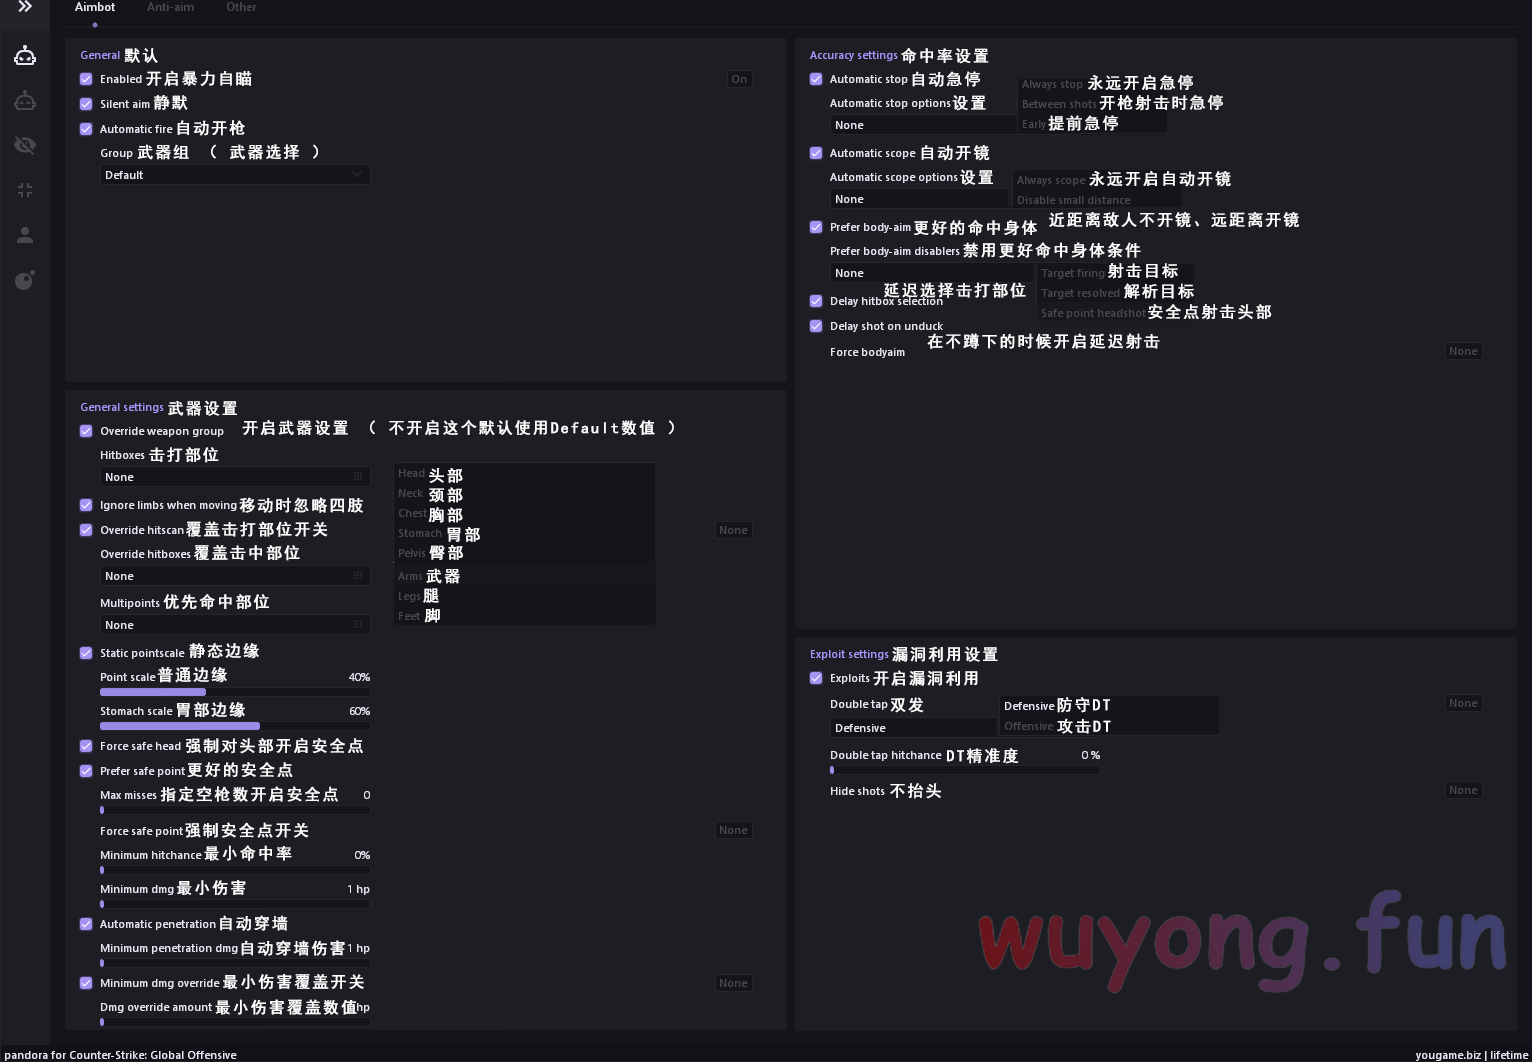 Aimbot Anti-aim Other
General 默认
Enabled 开启暴力自瞄 On
Silent aim 静默
Automatic fire 自动开枪
Group 武器组 （ 武器选择 ）
Default
General settings 武器设置
Override weapon group 开启武器设置 （ 不开启这个默认使用Default数值 ）
Hitboxes 击打部位
None
Head 头部
Neck 颈部
Chest 胸部
Stomach 胃部
Pelvis 臀部
Arms 武器
Legs 腿
Feet 脚
Ignore limbs when moving 移动时忽略四肢
Override hitscan 覆盖击打部位开关 None
Override hitboxes 覆盖击中部位
None
Multipoints 优先命中部位
None
Static pointscale 静态边缘
Point scale 普通边缘 40%
Stomach scale 胃部边缘 60%
Force safe head 强制对头部开启安全点
Prefer safe point 更好的安全点
Max misses 指定空枪数开启安全点 0
Force safe point 强制安全点开关 None
Minimum hitchance 最小命中率 0%
Minimum dmg 最小伤害 1 hp
Automatic penetration 自动穿墙
Minimum penetration dmg 自动穿墙伤害 1 hp
Minimum dmg override 最小伤害覆盖开关 None
Dmg override amount 最小伤害覆盖数值 hp
Accuracy settings 命中率设置
Automatic stop 自动急停
Automatic stop options 设置
None
Always stop 永远开启急停
Between shots 开枪射击时急停
Early 提前急停
Automatic scope 自动开镜
Automatic scope options 设置
None
Always scope 永远开启自动开镜
Disable small distance
近距离敌人不开镜、远距离开镜
Prefer body-aim 更好的命中身体
Prefer body-aim disablers 禁用更好命中身体条件
None
Target firing 射击目标
Target resolved 解析目标
Safe point headshot 安全点射击头部
延迟选择击打部位
Delay hitbox selection
Delay shot on unduck
在不蹲下的时候开启延迟射击
Force bodyaim None
Exploit settings 漏洞利用设置
Exploits 开启漏洞利用
Double tap 双发 None
Defensive
Defensive 防守DT
Offensive 攻击DT
Double tap hitchance DT精准度 0 %
Hide shots 不抬头 None
wuyong.fun
pandora for Counter-Strike: Global Offensive
yougame.biz | lifetime